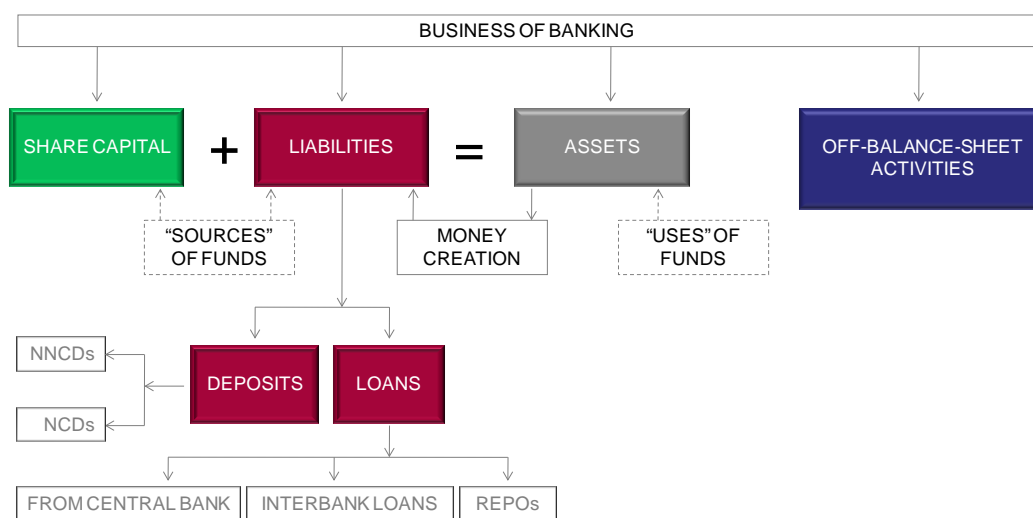 BUSINESS OF BANKING
SHARE CAPITAL
+
LIABILITIES
=
ASSETS
OFF-BALANCE-SHEET
ACTIVITIES
“SOURCES”
OF FUNDS
MONEY
CREATION
“USES” OF
FUNDS
NNCDs
DEPOSITS
LOANS
NCDs
FROM CENTRAL BANK
INTERBANK LOANS
REPOs